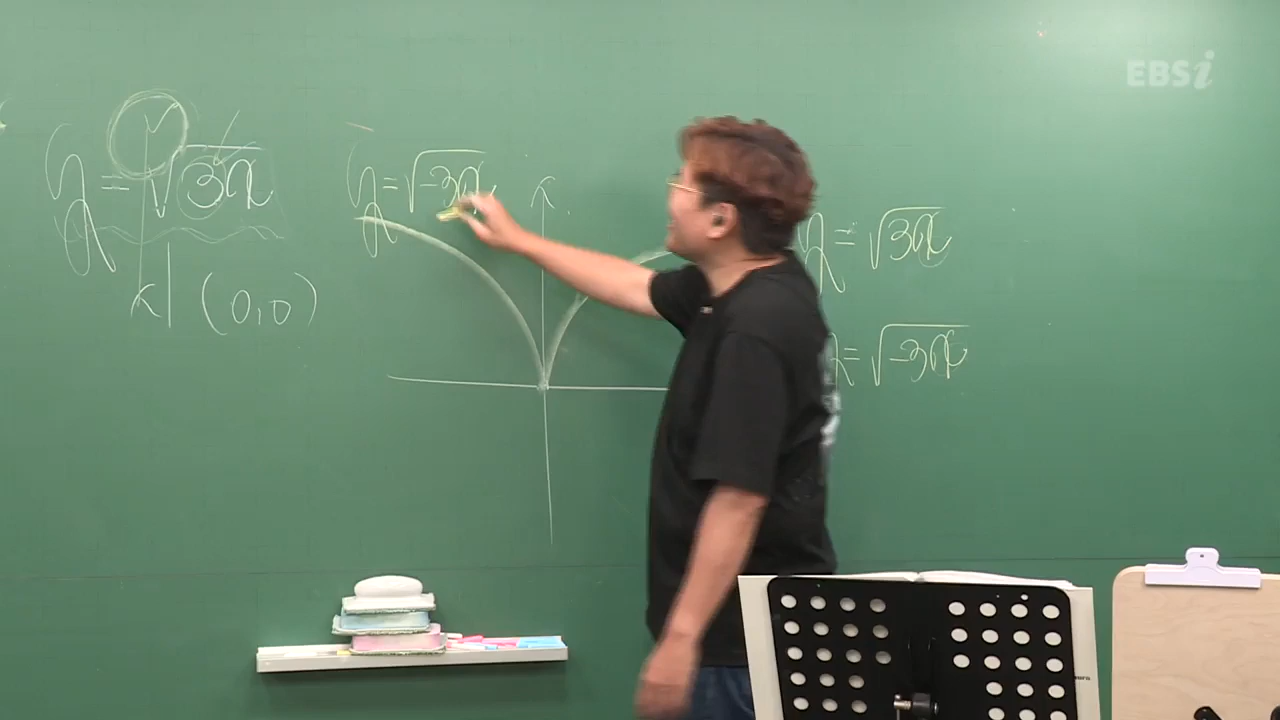 EBSi
y=√3x
(0,0)
y=√-3x
y=√3x
y=√-3x